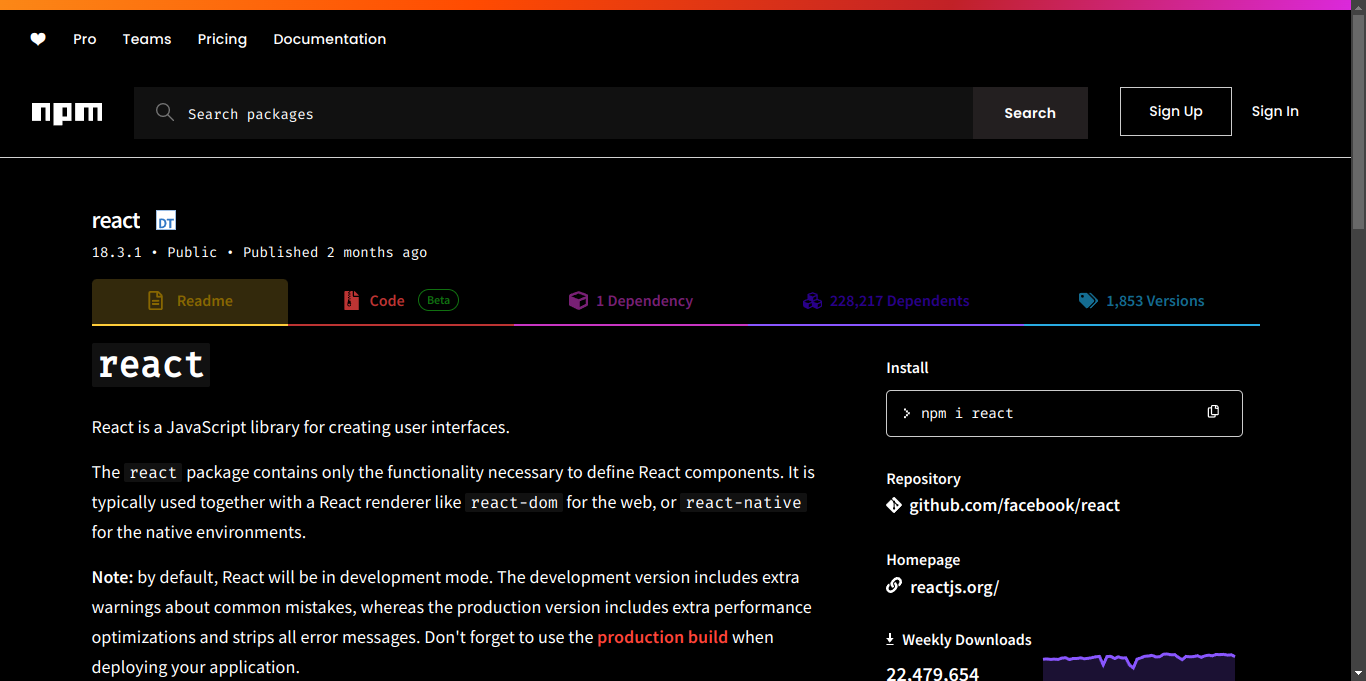 Pro Teams Pricing Documentation
npm
Search packages
Search
Sign Up
Sign In
react DT
18.3.1 • Public • Published 2 months ago
Readme
Code Beta
1 Dependency
228,217 Dependents
1,853 Versions
react
React is a JavaScript library for creating user interfaces.
The react package contains only the functionality necessary to define React components. It is
typically used together with a React renderer like react-dom for the web, or react-native
for the native environments.
Note: by default, React will be in development mode. The development version includes extra
warnings about common mistakes, whereas the production version includes extra performance
optimizations and strips all error messages. Don't forget to use the production build when
deploying your application.
Install
> npm i react
Repository
github.com/facebook/react
Homepage
reactjs.org/
Weekly Downloads
22,479,654